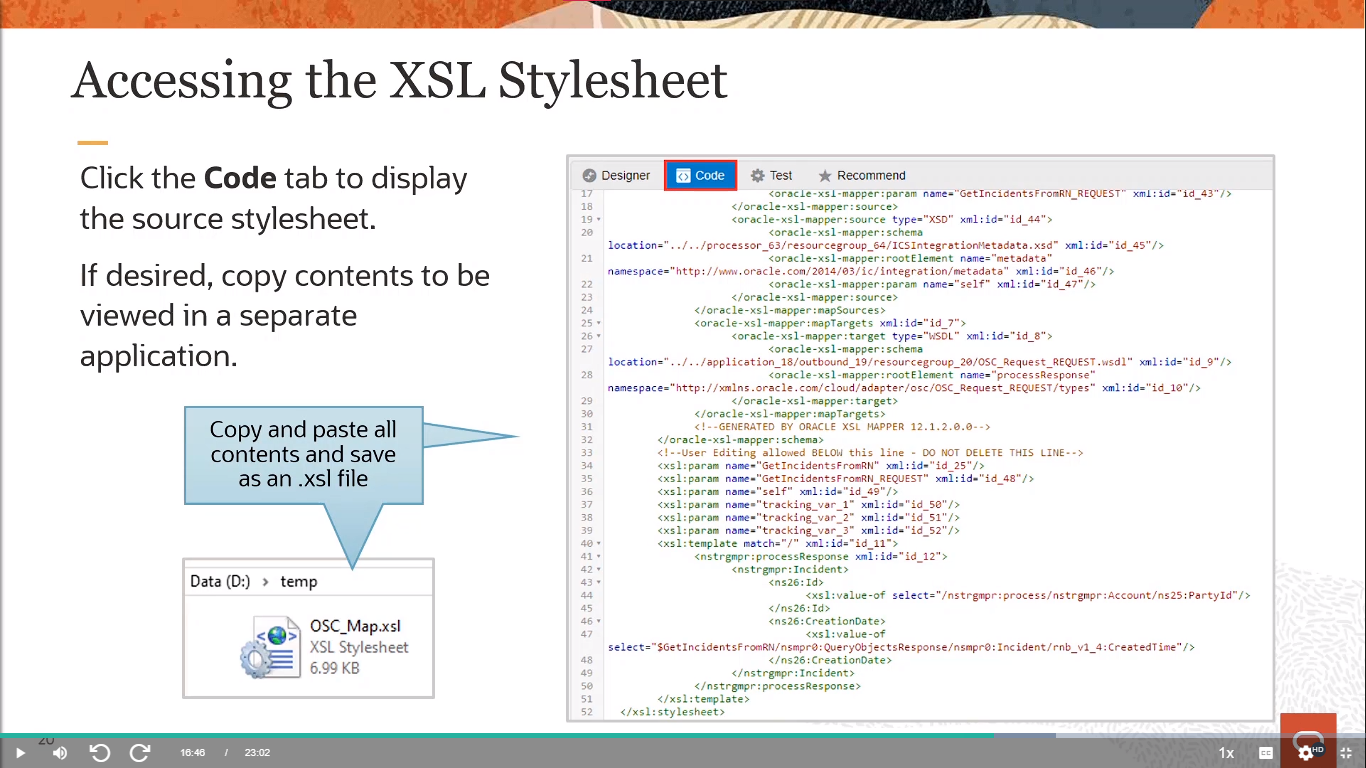 Accessing the XSL Stylesheet
Click the Code tab to display
the source stylesheet.
If desired, copy contents to be
viewed in a separate
application.
Copy and paste all
contents and save
as an .xsl file
Data (D:) > temp
OSC_Map.xsl
XSL Stylesheet
6.99 KB
Designer Code Test Recommend
17 <oracle-xsl-mapper:param name="GetIncidentsFromRN_REQUEST" xml:id="id_43"/>
18 </oracle-xsl-mapper:source>
19 <oracle-xsl-mapper:source type="XSD" xml:id="id_44">
20 <oracle-xsl-mapper:schema
location="../../processor_63/resourcegroup_64/ICSIntegrationMetadata.xsd" xml:id="id_45"/>
21 <oracle-xsl-mapper:rootElement name="metadata"
namespace="http://www.oracle.com/2014/03/ic/integration/metadata" xml:id="id_46"/>
22 <oracle-xsl-mapper:param name="self" xml:id="id_47"/>
23 </oracle-xsl-mapper:source>
24 </oracle-xsl-mapper:mapSources>
25 <oracle-xsl-mapper:mapTargets xml:id="id_7">
26 <oracle-xsl-mapper:target type="WSDL" xml:id="id_8">
27 <oracle-xsl-mapper:schema
location="../../application_18/outbound_19/resourcegroup_20/OSC_Request_REQUEST.wsdl" xml:id="id_9"/>
28 <oracle-xsl-mapper:rootElement name="processResponse"
namespace="http://xmlns.oracle.com/cloud/adapter/osc/OSC_Request_REQUEST/types" xml:id="id_10"/>
29 </oracle-xsl-mapper:target>
30 </oracle-xsl-mapper:mapTargets>
31 <!--GENERATED BY ORACLE XSL MAPPER 12.1.2.0.0-->
32 </oracle-xsl-mapper:schema>
33 <!--User Editing allowed BELOW this line - DO NOT DELETE THIS LINE-->
34 <xsl:param name="GetIncidentsFromRN" xml:id="id_25"/>
35 <xsl:param name="GetIncidentsFromRN_REQUEST" xml:id="id_48"/>
36 <xsl:param name="self" xml:id="id_49"/>
37 <xsl:param name="tracking_var_1" xml:id="id_50"/>
38 <xsl:param name="tracking_var_2" xml:id="id_51"/>
39 <xsl:param name="tracking_var_3" xml:id="id_52"/>
40 <xsl:template match="/" xml:id="id_11">
41 <nstrgmpr:processResponse xml:id="id_12">
42 <nstrgmpr:Incident>
43 <ns26:Id>
44 <xsl:value-of select="/nstrgmpr:process/nstrgmpr:Account/ns25:PartyId"/>
45 </ns26:Id>
46 <ns26:CreationDate>
47 <xsl:value-of
select="$GetIncidentsFromRN/nsmpr0:QueryObjectsResponse/nsmpr0:Incident/rnb_v1_4:CreatedTime"/>
48 </ns26:CreationDate>
49 </nstrgmpr:Incident>
50 </nstrgmpr:processResponse>
51 </xsl:template>
52 </xsl:stylesheet>
20
16:46 / 23:02
1x CC HD